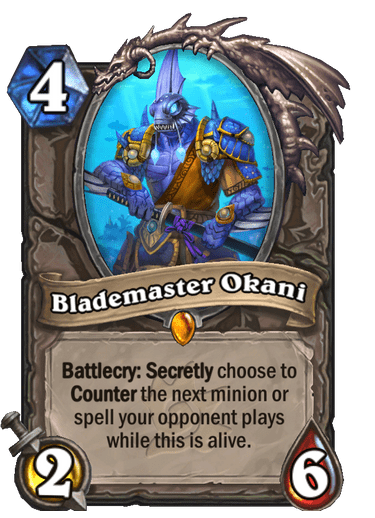 4
Blademaster Okani
Battlecry: Secretly choose to
Counter the next minion or
spell your opponent plays
while this is alive.
2
6